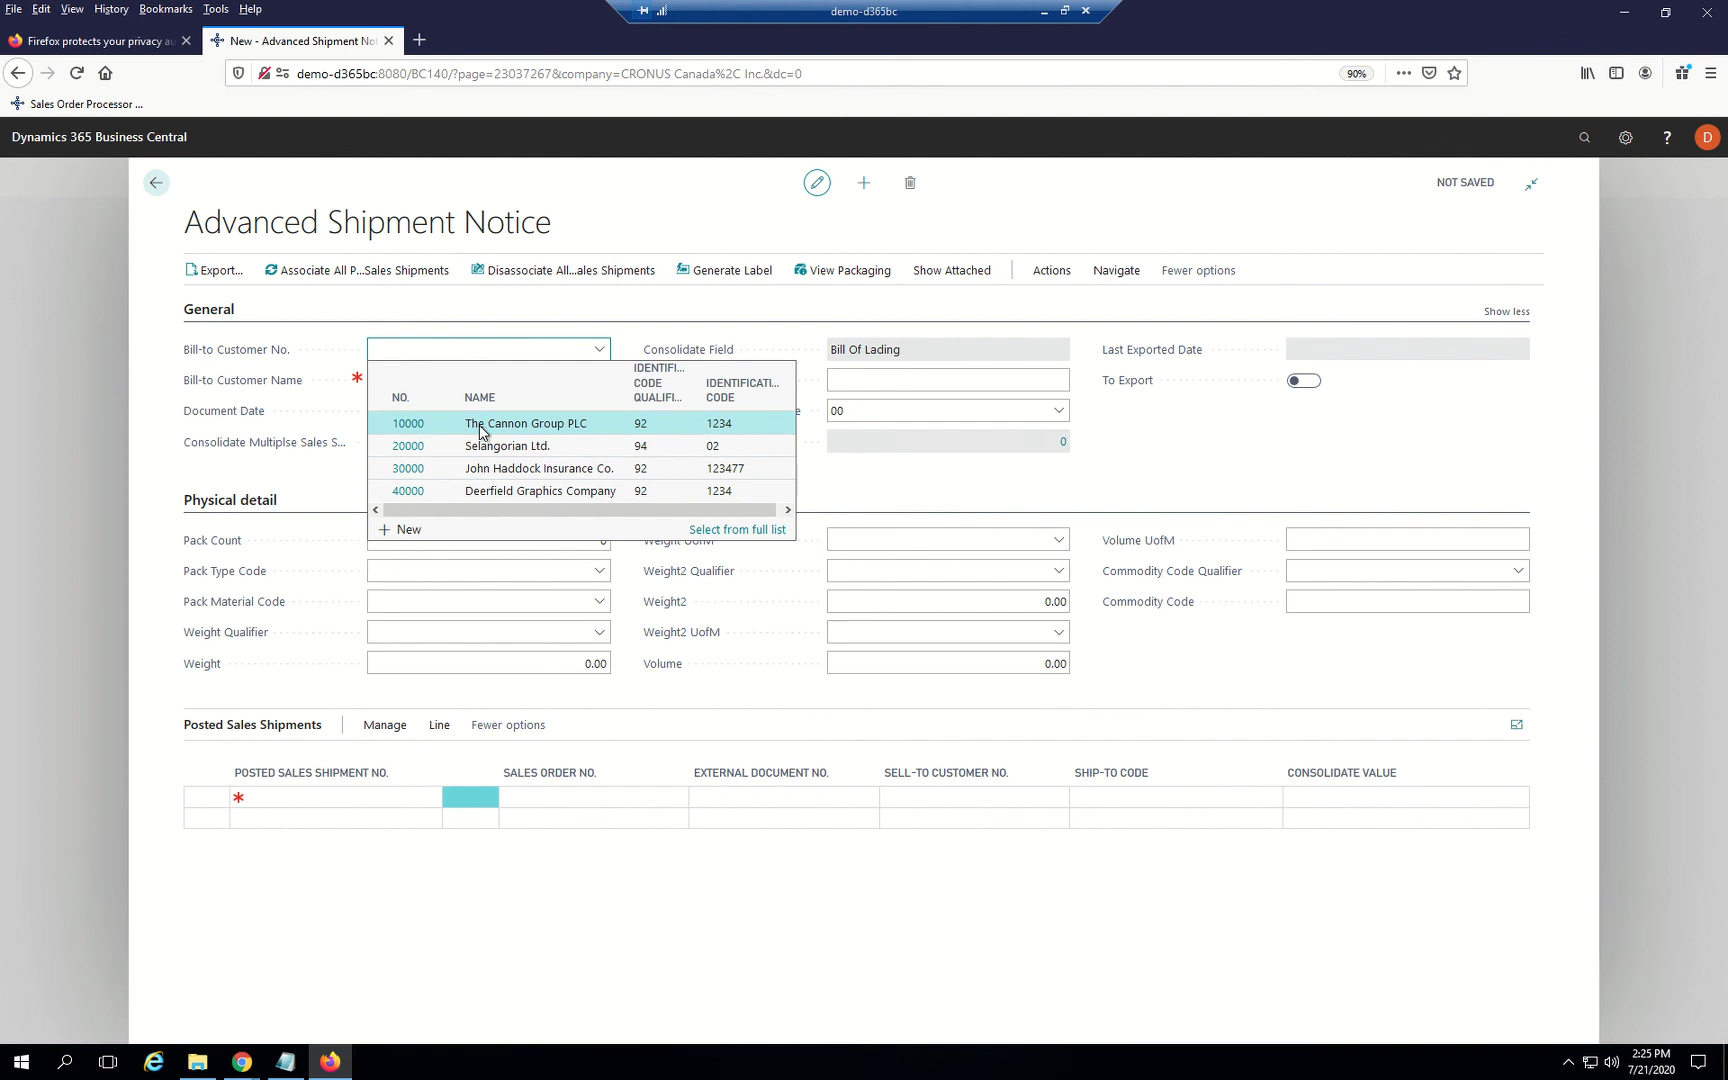 File Edit View History Bookmarks Tools Help
demo-d365bc
Firefox protects your privacy au
New - Advanced Shipment Not
demo-d365bc:8080/BC140/?page=23037267&company=CRONUS Canada%2C Inc.&dc=0
90%
Sales Order Processor ...
Dynamics 365 Business Central
D
NOT SAVED
Advanced Shipment Notice
Export... Associate All P...Sales Shipments Disassociate All...ales Shipments Generate Label View Packaging Show Attached Actions Navigate Fewer options
General
Show less
Bill-to Customer No.
Consolidate Field
Bill Of Lading
Last Exported Date
Bill-to Customer Name
*
To Export
Document Date
00
Consolidate Multiplse Sales S...
0
NO. NAME IDENTIFI... CODE QUALIFI... IDENTIFICATI... CODE
10000 The Cannon Group PLC 92 1234
20000 Selangorian Ltd. 94 02
30000 John Haddock Insurance Co. 92 123477
40000 Deerfield Graphics Company 92 1234
+ New
Select from full list
Physical detail
Pack Count
Weight UofM
Volume UofM
Pack Type Code
Weight2 Qualifier
Commodity Code Qualifier
Pack Material Code
Weight2
0.00
Commodity Code
Weight Qualifier
Weight2 UofM
Weight
0.00
Volume
0.00
Posted Sales Shipments Manage Line Fewer options
POSTED SALES SHIPMENT NO. SALES ORDER NO. EXTERNAL DOCUMENT NO. SELL-TO CUSTOMER NO. SHIP-TO CODE CONSOLIDATE VALUE
*
2:25 PM
7/21/2020